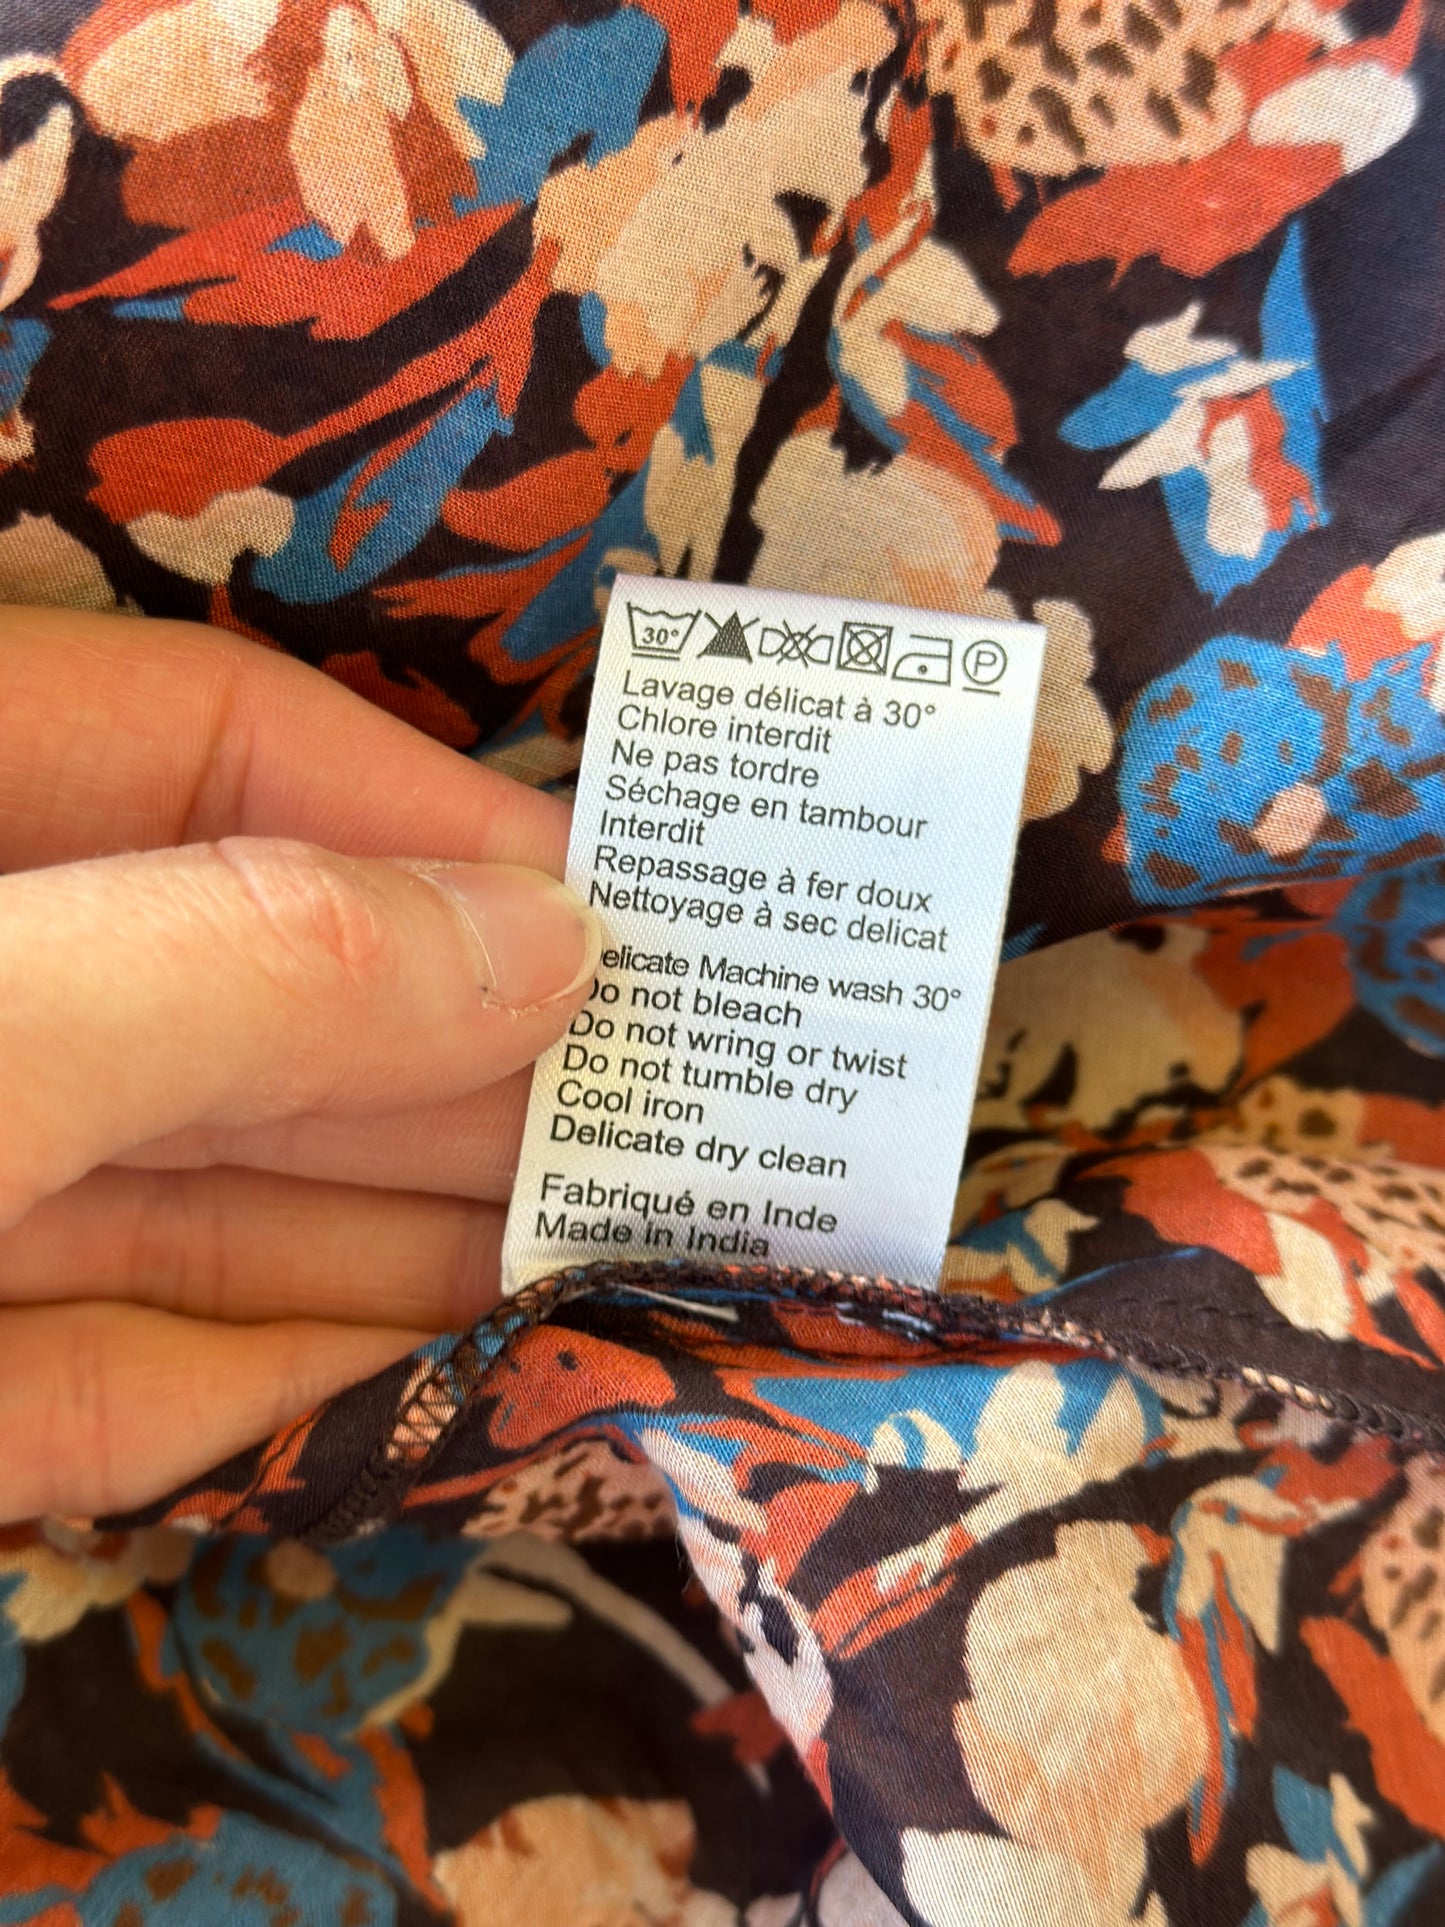 30°
P
Lavage délicat à 30°
Chlore interdit
Ne pas tordre
Séchage en tambour
Interdit
Repassage à fer doux
Nettoyage à sec delicat
elicate Machine wash 30°
Do not bleach
Do not wring or twist
Do not tumble dry
Cool iron
Delicate dry clean
Fabriqué en Inde
Made in India